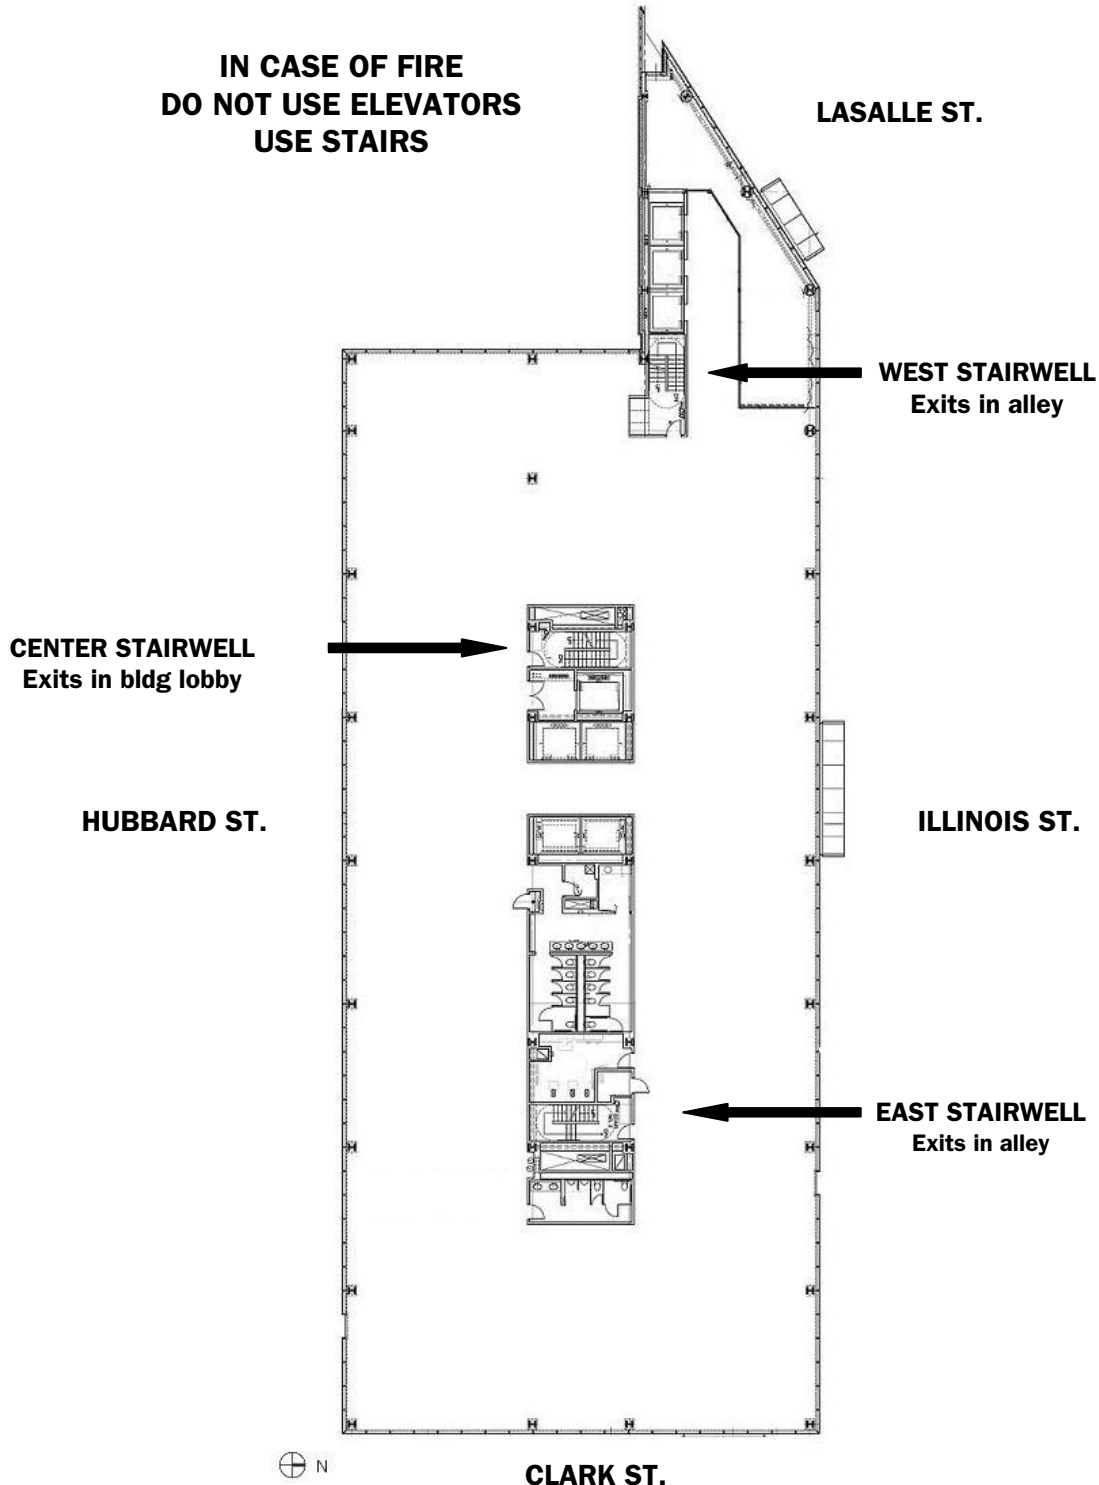 IN CASE OF FIRE
DO NOT USE ELEVATORS
USE STAIRS
LASALLE ST.
WEST STAIRWELL
Exits in alley
CENTER STAIRWELL
Exits in bldg lobby
HUBBARD ST.
ILLINOIS ST.
EAST STAIRWELL
Exits in alley
N
CLARK ST.